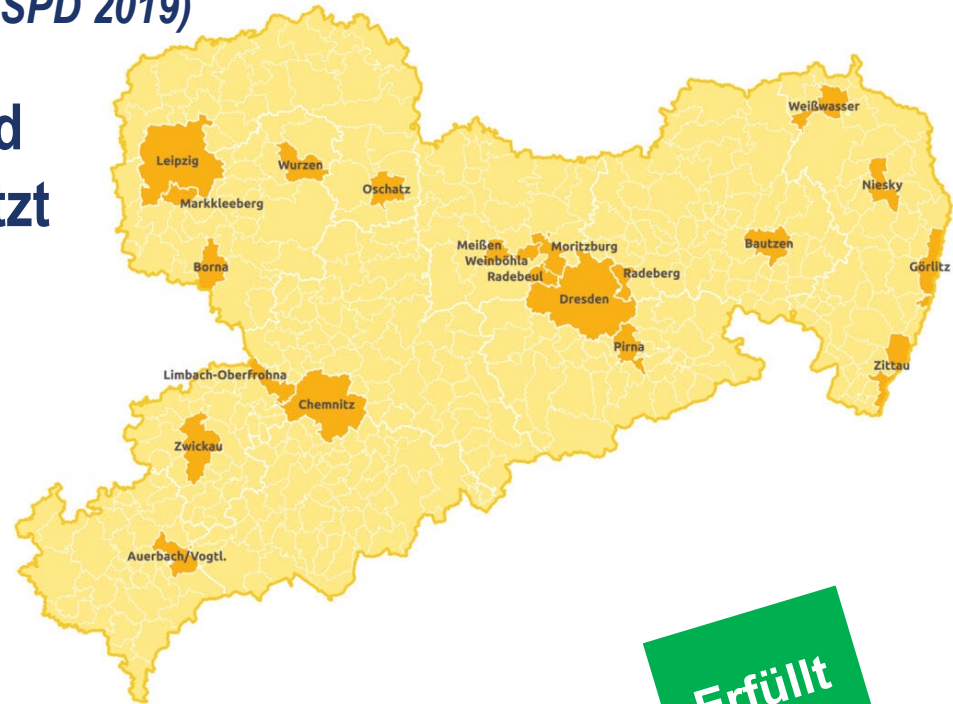 SPD 2019)
d
tzt
Weißwasser
Leipzig
Wurzen
Oschatz
Niesky
Markkleeberg
Meißen
Moritzburg
Bautzen
Weinböhla
Borna
Radebeul
Radeberg
Görlitz
Dresden
Pirna
Zittau
Limbach-Oberfrohna
Chemnitz
Zwickau
Auerbach/Vogtl.
Erfüllt